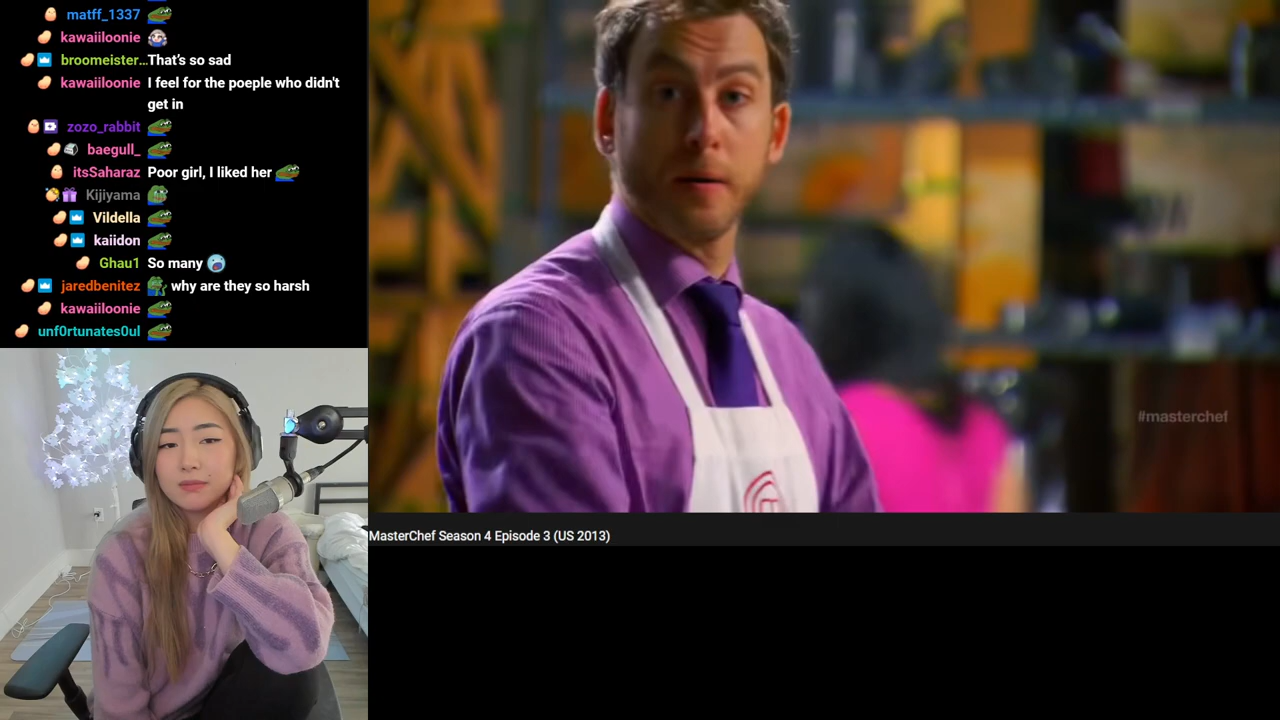 matff_1337
kawaiiloonie
broomeister… That's so sad
kawaiiloonie I feel for the poeple who didn't
get in
zozo_rabbit
baegull_
itsSaharaz Poor girl, I liked her
Kijiyama
Vildella
kaiidon
Ghau1 So many
jaredbenitez why are they so harsh
kawaiiloonie
unf0rtunates0ul
#masterchef
MasterChef Season 4 Episode 3 (US 2013)